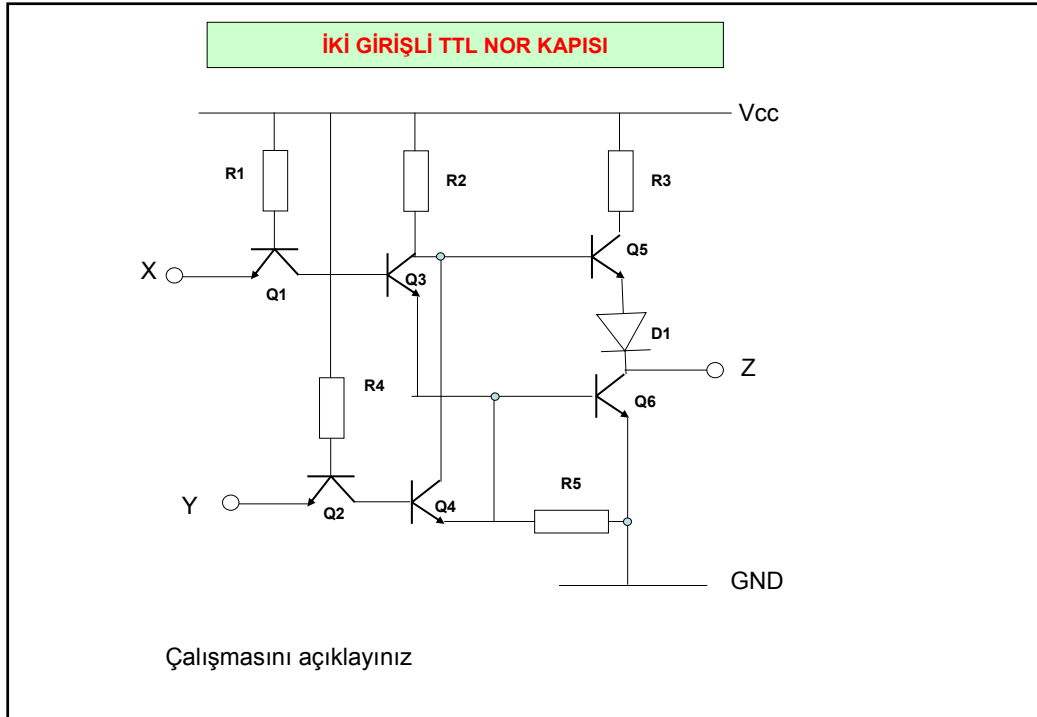 İKİ GİRİŞLİ TTL NOR KAPISI
Vcc
R1
R2
R3
Q5
X
Q1
Q3
D1
Z
R4
Q6
Y
Q2
Q4
R5
GND
Çalışmasını açıklayınız